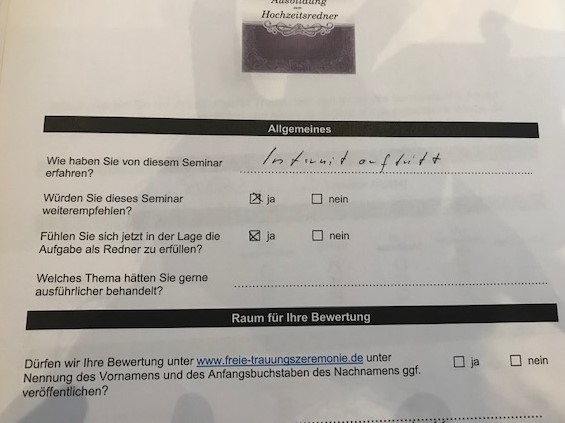 Ausbildung
zum
Hochzeitsredner
Allgemeines
Wie haben Sie von diesem Seminar
erfahren?
Würden Sie dieses Seminar
weiterempfehlen?
ja
nein
Fühlen Sie sich jetzt in der Lage die
Aufgabe als Redner zu erfüllen?
ja
nein
Welches Thema hätten Sie gerne
ausführlicher behandelt?
Raum für Ihre Bewertung
Dürfen wir Ihre Bewertung unter www.freie-trauungszeremonie.de unter
Nennung des Vornamens und des Anfangsbuchstaben des Nachnamens ggf.
veröffentlichen?
ja
nein